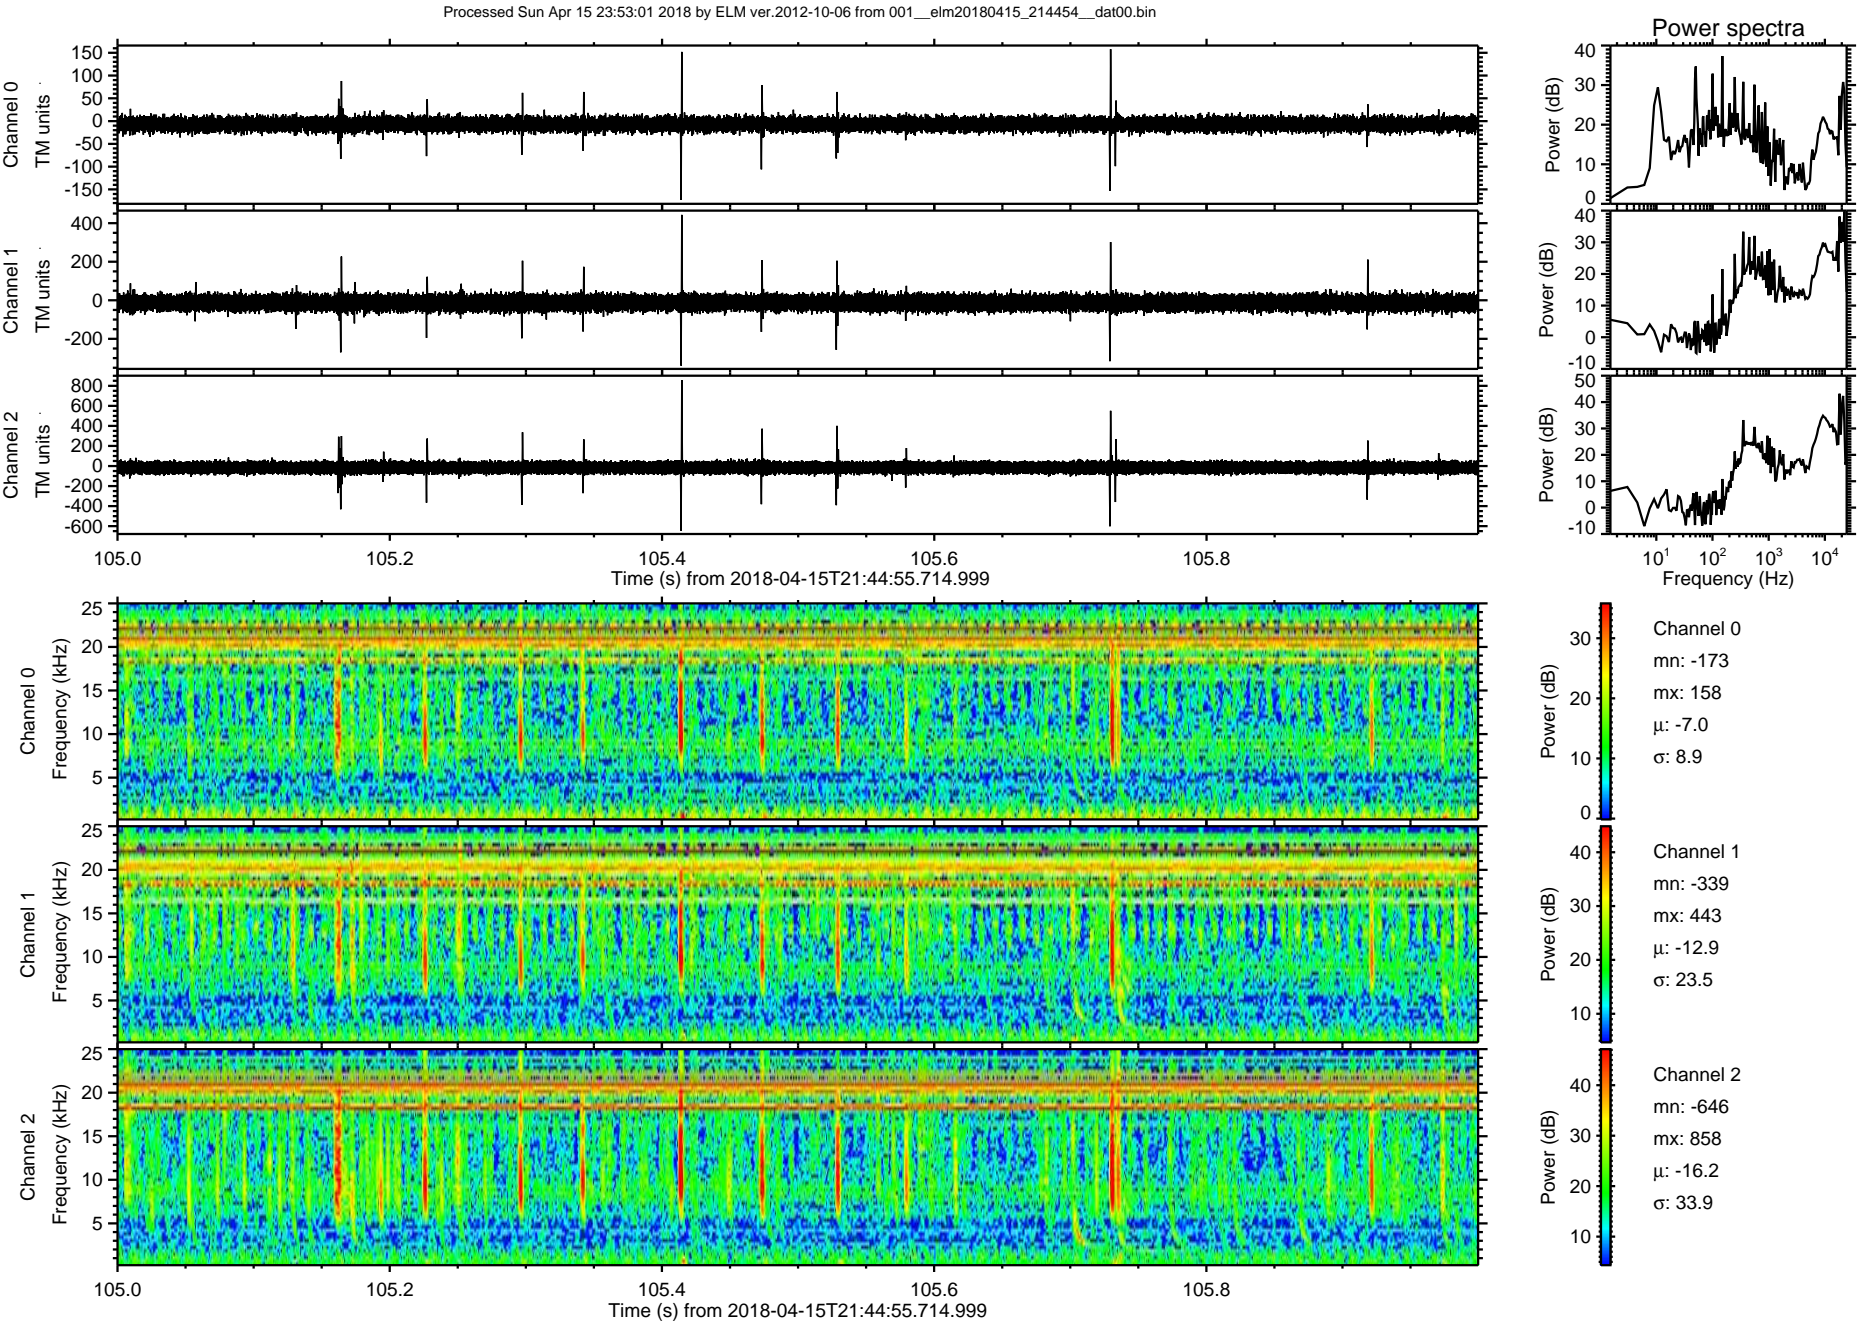 Processed Sun Apr 15 23:53:01 2018 by ELM ver.2012-10-06 from 001__elm20180415_214454__dat00.bin
Power spectra
Channel 0
TM units
150
100
50
0
-50
-100
-150
Power (dB)
40
30
20
10
0
Channel 1
TM units
400
200
0
-200
Power (dB)
40
30
20
10
0
-10
Channel 2
TM units
800
600
400
200
0
-200
-400
-600
Power (dB)
50
40
30
20
10
0
-10
105.0 105.2 105.4 105.6 105.8
Time (s) from 2018-04-15T21:44:55.714.999
10^1 10^2 10^3 10^4
Frequency (Hz)
Channel 0
Frequency (kHz)
25
20
15
10
5
Power (dB)
30
20
10
0
Channel 0
mn: -173
mx: 158
μ: -7.0
σ: 8.9
Channel 1
Frequency (kHz)
25
20
15
10
5
Power (dB)
40
30
20
10
Channel 1
mn: -339
mx: 443
μ: -12.9
σ: 23.5
Channel 2
Frequency (kHz)
25
20
15
10
5
Power (dB)
40
30
20
10
Channel 2
mn: -646
mx: 858
μ: -16.2
σ: 33.9
105.0 105.2 105.4 105.6 105.8
Time (s) from 2018-04-15T21:44:55.714.999